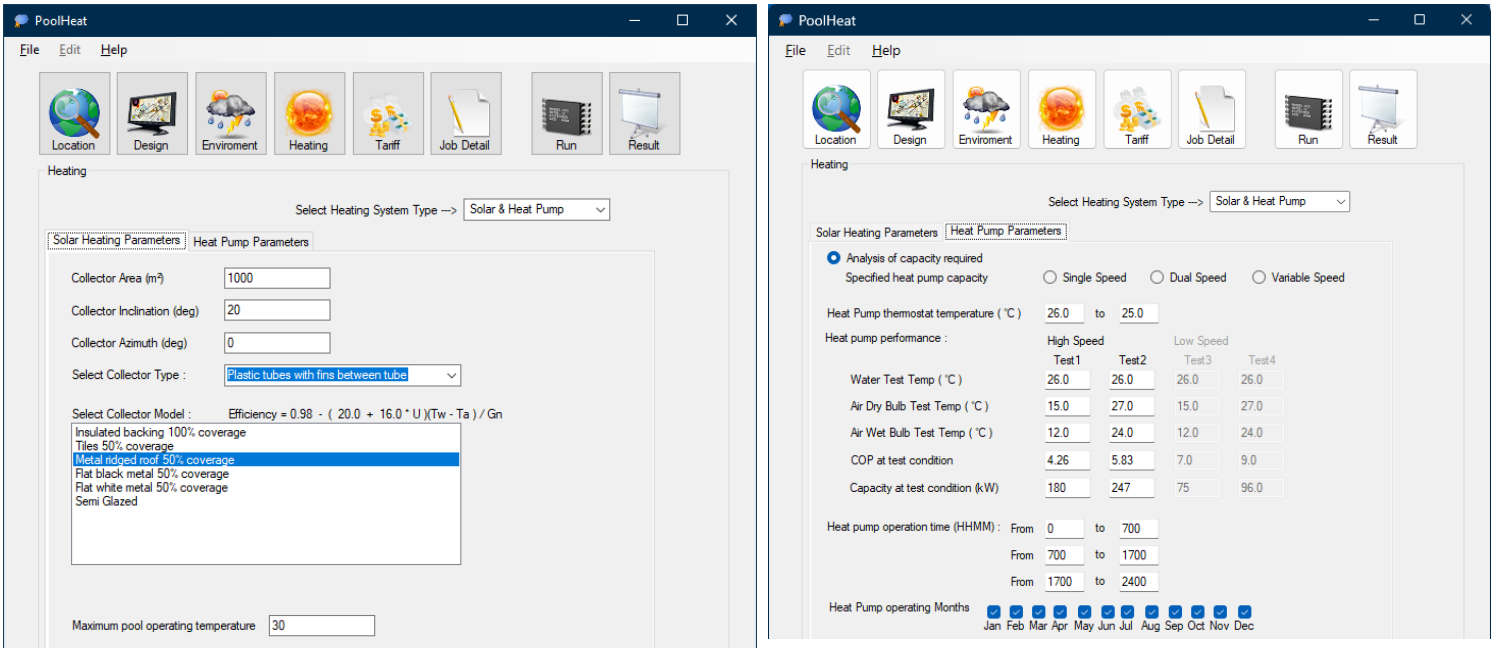 PoolHeat
File Edit Help
Location Design Enviroment Heating Tariff Job Detail Run Result
Heating
Select Heating System Type ---> Solar & Heat Pump
Solar Heating Parameters Heat Pump Parameters
Collector Area (m²) 1000
Collector Inclination (deg) 20
Collector Azimuth (deg) 0
Select Collector Type : Plastic tubes with fins between tube
Select Collector Model : Efficiency = 0.98 - ( 20.0 + 16.0 * U )(Tw - Ta ) / Gn
Insulated backing 100% coverage
Tiles 50% coverage
Metal ridged roof 50% coverage
Flat black metal 50% coverage
Flat white metal 50% coverage
Semi Glazed
Maximum pool operating temperature 30
PoolHeat
File Edit Help
Location Design Enviroment Heating Tariff Job Detail Run Result
Heating
Select Heating System Type ---> Solar & Heat Pump
Solar Heating Parameters Heat Pump Parameters
Analysis of capacity required
Specified heat pump capacity Single Speed Dual Speed Variable Speed
Heat Pump thermostat temperature ( °C ) 26.0 to 25.0
Heat pump performance : High Speed Low Speed
Test1 Test2 Test3 Test4
Water Test Temp ( °C ) 26.0 26.0 26.0 26.0
Air Dry Bulb Test Temp ( °C ) 15.0 27.0 15.0 27.0
Air Wet Bulb Test Temp ( °C ) 12.0 24.0 12.0 24.0
COP at test condition 4.26 5.83 7.0 9.0
Capacity at test condition (kW) 180 247 75 96.0
Heat pump operation time (HHMM) : From 0 to 700
From 700 to 1700
From 1700 to 2400
Heat Pump operating Months
Jan Feb Mar Apr May Jun Jul Aug Sep Oct Nov Dec